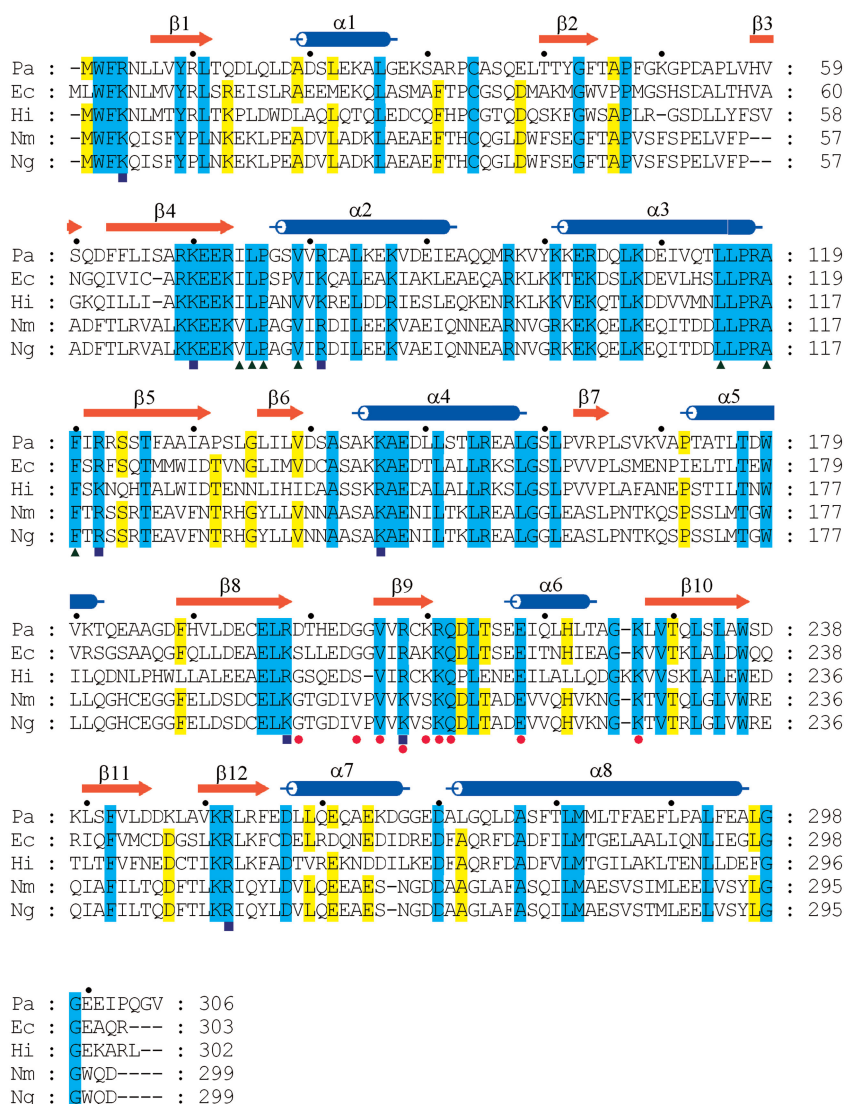 β1 α1 β2 β3
Pa : -MWFRNLLVYRLTQDLQLDADSLEKALGEKSARPCASQELTTYGFTAPFGKGPDAPLVHV : 59
Ec : MLWFKNLMVYRLSREISLRAEEMEKQLASMAFTPCGSQDMAKMGWVPPMGSHSDALTHVA : 60
Hi : -MWFKNLMTYRLTKPLDWDLAQLQTQLEDCQFHPCGTQDQSKFGWSAPLR-GSDLLYFSV : 58
Nm : -MWFKQISFYPLNKEKLPEADVLADKLAEAEFTHCQGLDWFSEGFTAPVSFSPELVFP-- : 57
Ng : -MWFKQISFYPLNKEKLPEADVLADKLAEAEFTHCQGLDWFSEGFTAPVSFSPELVFP-- : 57
β4 α2 α3
Pa : SQDFFLISARKEERILPGSVVRDALKEKVDEIEAQQMRKVYKKERDQLKDEIVQTLLPRA : 119
Ec : NGQIVIC-ARKEEKILPSPVIKQALEAKIAKLEAEQARKLKKTEKDSLKDEVLHSLLPRA : 119
Hi : GKQILLI-AKKEEKILPANVVKRELDDRIESLEQKENRKLKKVEKQTLKDDVVMNLLPRA : 117
Nm : ADFTLRVALKKEEKVLPAGVIRDILEEKVAEIQNNEARNVGRKEKQELKEQITDDLLPRA : 117
Ng : ADFTLRVALKKEEKVLPAGVIRDILEEKVAEIQNNEARNVGRKEKQELKEQITDDLLPRA : 117
β5 β6 α4 β7 α5
Pa : FIRRSSTFAAIAPSLGLILVDSASAKKAEDLLSTLREALGSLPVRPLSVKVAPTATLTDW : 179
Ec : FSRFSQTMMWIDTVNGLIMVDCASAKKAEDTLALLRKSLGSLPVVPLSMENPIELTLTEW : 179
Hi : FSKNQHTALWIDTENNLIHIDAASSKRAEDALALLRKSLGSLPVVPLAFANEPSTILTNW : 177
Nm : FTRSSRTEAVFNTRHGYLLVNNAASAKAENILTKLREALGGLEASLPNTKQSPSSLMTGW : 177
Ng : FTRSSRTEAVFNTRHGYLLVNNAASAKAENILTKLREALGGLEASLPNTKQSPSSLMTGW : 177
β8 β9 α6 β10
Pa : VKTQEAAGDFHVLDECELRDTHEDGGVVRCKRQDLTSEEIQLHLTAG-KLVTQLSLAWSD : 238
Ec : VRSGSAAQGFQLLDEAELKSLLEDGGVIRAKKQDLTSEEITNHIEAG-KVVTKLALDWQQ : 238
Hi : ILQDNLPHWLLALEEAELRGSQEDS-VIRCKKQPLENEEILALLQDGKKVVSKLALEWED : 236
Nm : LLQGHCEGGFELDSDCELKGTGDIVPVVKVSKQDLTADEVVQHVKNG-KTVTQLGLVWRE : 236
Ng : LLQGHCEGGFELDSDCELKGTGDIVPVVKVSKQDLTADEVVQHVKNG-KTVTRLGLVWRE : 236
β11 β12 α7 α8
Pa : KLSFVLDDKLAVKRLRFEDLLQEQAEKDGGEDALGQLDASFTLMMLTFAEFLPALFEALG : 298
Ec : RIQFVMCDDGSLKRLKFCDELRDQNEDIDREDFAQRFDADFILMTGELAALIQNLIEGLG : 298
Hi : TLTFVFNEDCTIKRLKFADTVREKNDDILKEDFAQRFDADFVLMTGILAKLTENLLDEFG : 296
Nm : QIAFILTQDFTLKRIQYLDVLQEEAES-NGDDAAGLAFASQILMAESVSIMLEELVSYLG : 295
Ng : QIAFILTQDFTLKRIQYLDVLQEEAES-NGDDAAGLAFASQILMAESVSTMLEELVSYLG : 295
Pa : GEEIPQGV : 306
Ec : GEAQR--- : 303
Hi : GEKARL-- : 302
Nm : GWQD---- : 299
Ng : GWQD---- : 299